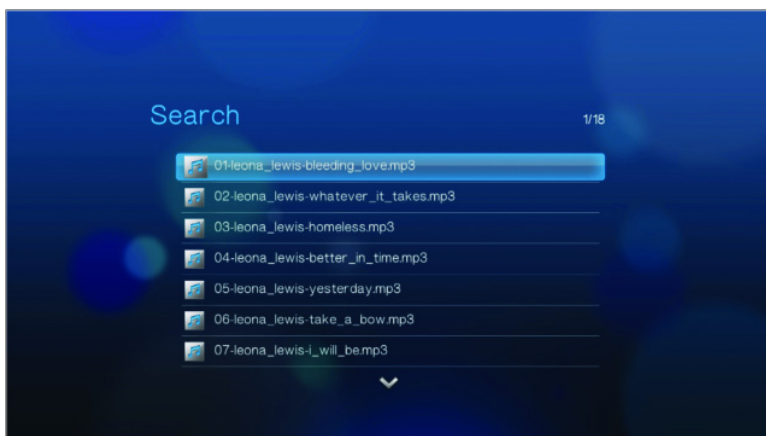 Search
1/18
01-leona_lewis-bleeding_love.mp3
02-leona_lewis-whatever_it_takes.mp3
03-leona_lewis-homeless.mp3
04-leona_lewis-better_in_time.mp3
05-leona_lewis-yesterday.mp3
06-leona_lewis-take_a_bow.mp3
07-leona_lewis-i_will_be.mp3